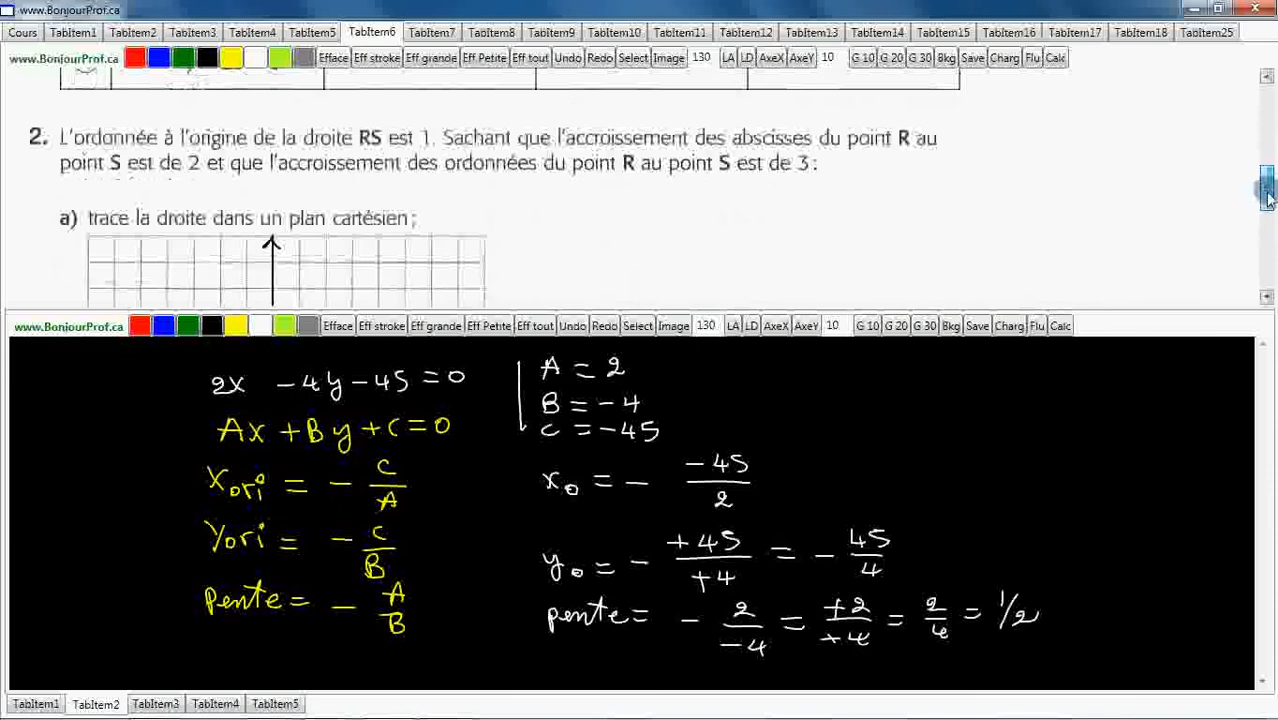 www.BonjourProf.ca
Cours TabItem1 TabItem2 TabItem3 TabItem4 TabItem5 TabItem6 TabItem7 TabItem8 TabItem9 TabItem10 TabItem11 TabItem12 TabItem13 TabItem14 TabItem15 TabItem16 TabItem17 TabItem18 TabItem25
www.BonjourProf.ca Efface Eff stroke Eff grande Eff Petite Eff tout Undo Redo Select Image 130 LA LD AxeX AxeY 10 G 10 G 20 G 30 Bkg Save Charg Flu Calc
2. L'ordonnée à l'origine de la droite RS est 1. Sachant que l'accroissement des abscisses du point R au
point S est de 2 et que l'accroissement des ordonnées du point R au point S est de 3 :
a) trace la droite dans un plan cartésien ;
www.BonjourProf.ca Efface Eff stroke Eff grande Eff Petite Eff tout Undo Redo Select Image 130 LA LD AxeX AxeY 10 G 10 G 20 G 30 Bkg Save Charg Flu Calc
2x - 4y - 45 = 0
Ax + By + C = 0
Xori = - C/A
Yori = - C/B
pente = - A/B
A = 2
B = -4
C = -45
x₀ = - -45/2
y₀ = - +45/+4 = - 45/4
pente = - 2/-4 = +2/+4 = 2/4 = 1/2
TabItem1 TabItem2 TabItem3 TabItem4 TabItem5